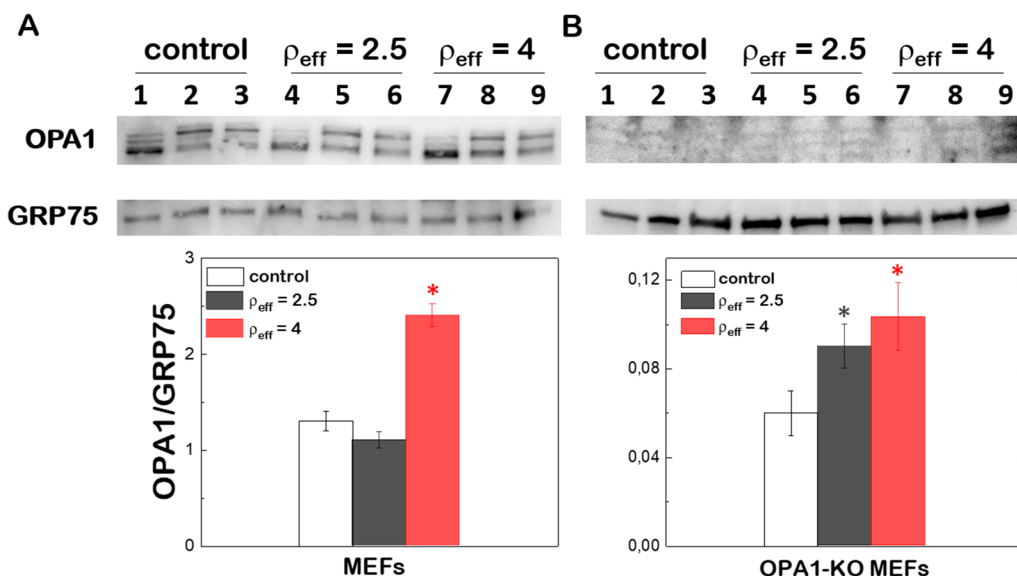 A
control ρeff = 2.5 ρeff = 4
1 2 3 4 5 6 7 8 9
OPA1
GRP75
3
2
1
0
OPA1/GRP75
control
ρeff = 2.5
ρeff = 4
*
MEFs
B
control ρeff = 2.5 ρeff = 4
1 2 3 4 5 6 7 8 9
0,12
0,08
0,04
0,00
control
ρeff = 2.5
ρeff = 4
* *
OPA1-KO MEFs